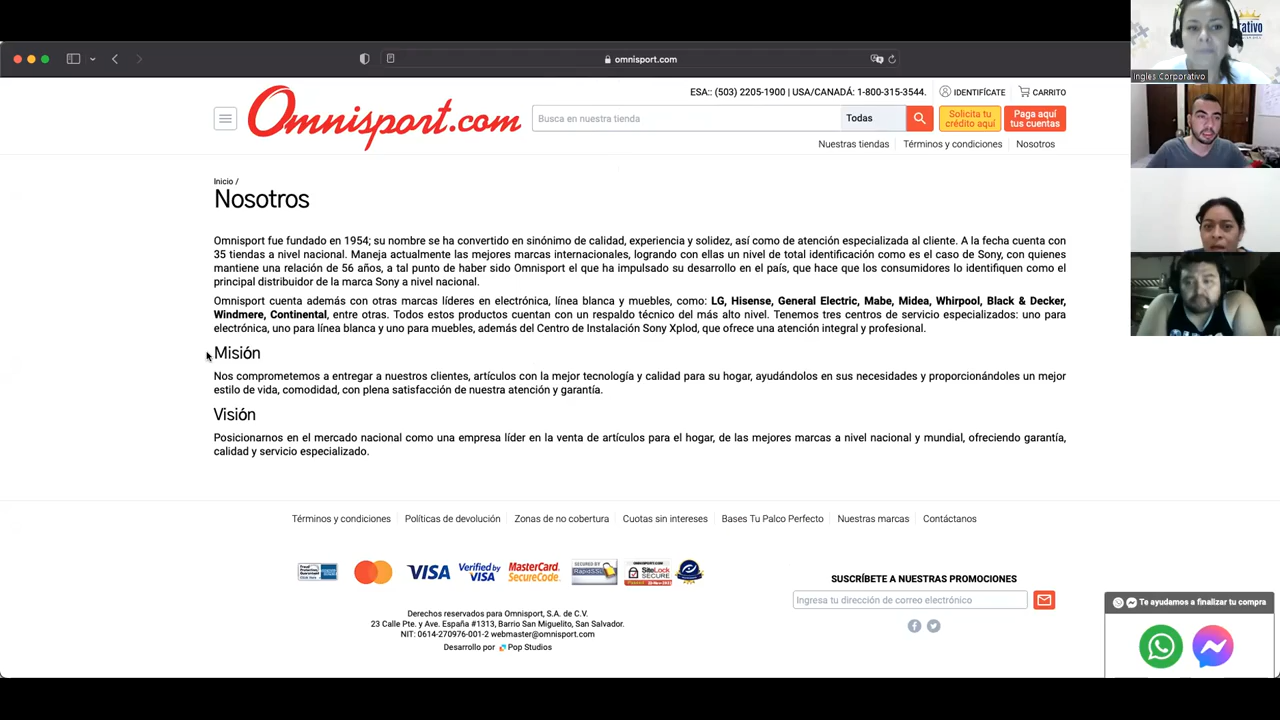 omnisport.com
ativo
Ingles Corporativo
ESA:: (503) 2205-1900 | USA/CANADÁ: 1-800-315-3544.
IDENTIFÍCATE
CARRITO
Omnisport.com
Busca en nuestra tienda
Todas
Solicita tu
crédito aquí
Paga aquí
tus cuentas
Nuestras tiendas
Términos y condiciones
Nosotros
Inicio /
Nosotros
Omnisport fue fundado en 1954; su nombre se ha convertido en sinónimo de calidad, experiencia y solidez, así como de atención especializada al cliente. A la fecha cuenta con
35 tiendas a nivel nacional. Maneja actualmente las mejores marcas internacionales, logrando con ellas un nivel de total identificación como es el caso de Sony, con quienes
mantiene una relación de 56 años, a tal punto de haber sido Omnisport el que ha impulsado su desarrollo en el país, que hace que los consumidores lo identifiquen como el
principal distribuidor de la marca Sony a nivel nacional.
Omnisport cuenta además con otras marcas líderes en electrónica, línea blanca y muebles, como: LG, Hisense, General Electric, Mabe, Midea, Whirpool, Black & Decker,
Windmere, Continental, entre otras. Todos estos productos cuentan con un respaldo técnico del más alto nivel. Tenemos tres centros de servicio especializados: uno para
electrónica, uno para línea blanca y uno para muebles, además del Centro de Instalación Sony Xplod, que ofrece una atención integral y profesional.
Misión
Nos comprometemos a entregar a nuestros clientes, artículos con la mejor tecnología y calidad para su hogar, ayudándolos en sus necesidades y proporcionándoles un mejor
estilo de vida, comodidad, con plena satisfacción de nuestra atención y garantía.
Visión
Posicionarnos en el mercado nacional como una empresa líder en la venta de artículos para el hogar, de las mejores marcas a nivel nacional y mundial, ofreciendo garantía,
calidad y servicio especializado.
Términos y condiciones
Políticas de devolución
Zonas de no cobertura
Cuotas sin intereses
Bases Tu Palco Perfecto
Nuestras marcas
Contáctanos
VISA
Verified by
VISA
MasterCard.
SecureCode.
SECURED BY
RapidSSL
SiteLock
SECURE
SUSCRÍBETE A NUESTRAS PROMOCIONES
Ingresa tu dirección de correo electrónico
Derechos reservados para Omnisport, S.A. de C.V.
23 Calle Pte. y Ave. España #1313, Barrio San Miguelito, San Salvador.
NIT: 0614-270976-001-2 webmaster@omnisport.com
Desarrollo por Pop Studios
Te ayudamos a finalizar tu compra